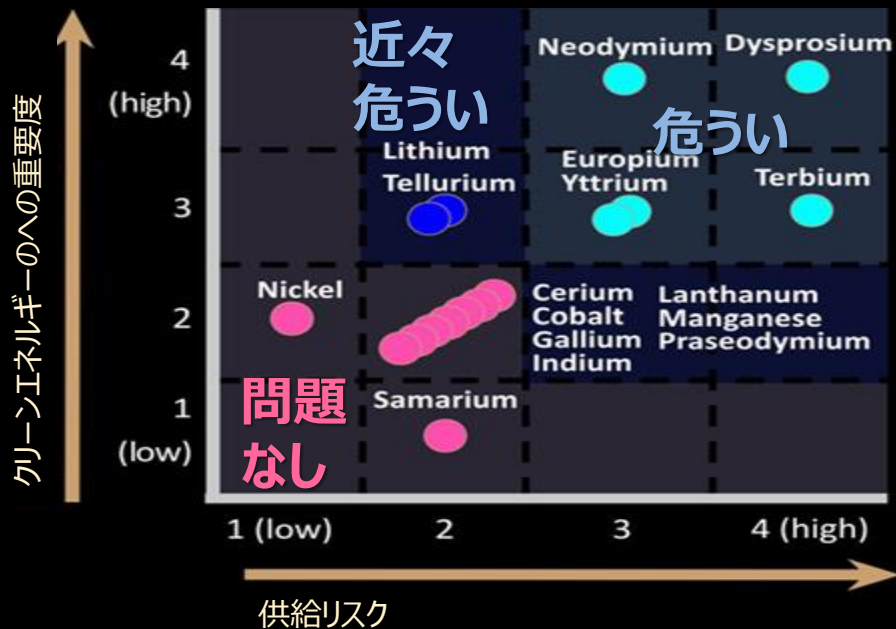 クリーンエネルギーのへの重要度
4
(high)
3
2
1
(low)
近々
危うい
Neodymium
Dysprosium
危うい
Lithium
Tellurium
Europium
Yttrium
Terbium
Nickel
Cerium Lanthanum
Cobalt Manganese
Gallium Praseodymium
Indium
問題
なし
Samarium
1 (low)
2
3
4 (high)
供給リスク